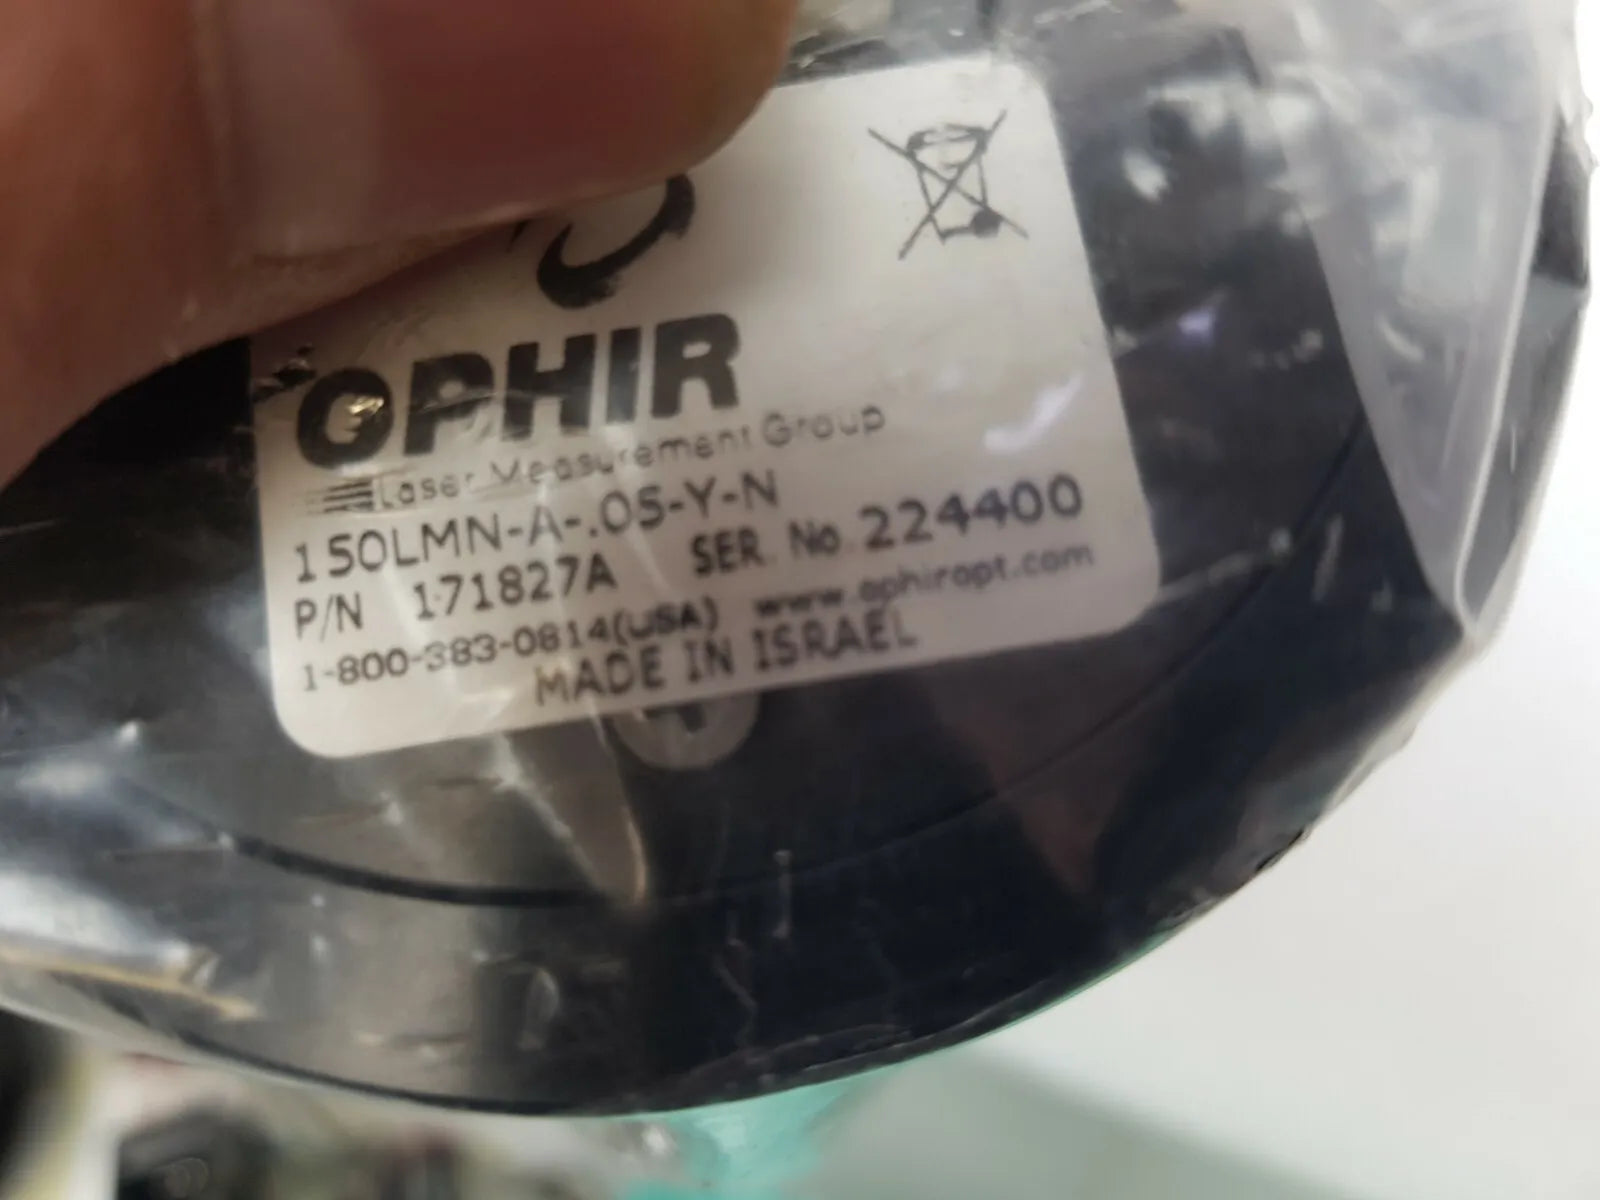 OPHIR
Laser Measurement Group
150LMN-A-.05-Y-N
P/N 171827A SER. No. 224400
1-800-383-0814(USA) www.ophiropt.com
MADE IN ISRAEL